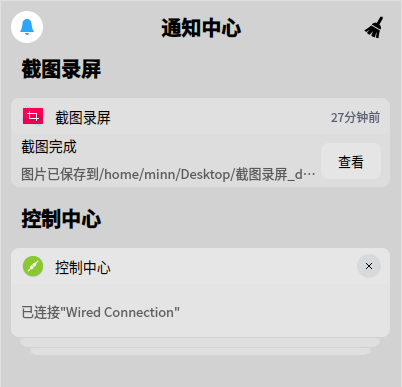 通知中心
截图录屏
截图录屏 27分钟前
截图完成
图片已保存到/home/minn/Desktop/截图录屏_d… 查看
控制中心
控制中心
已连接"Wired Connection"